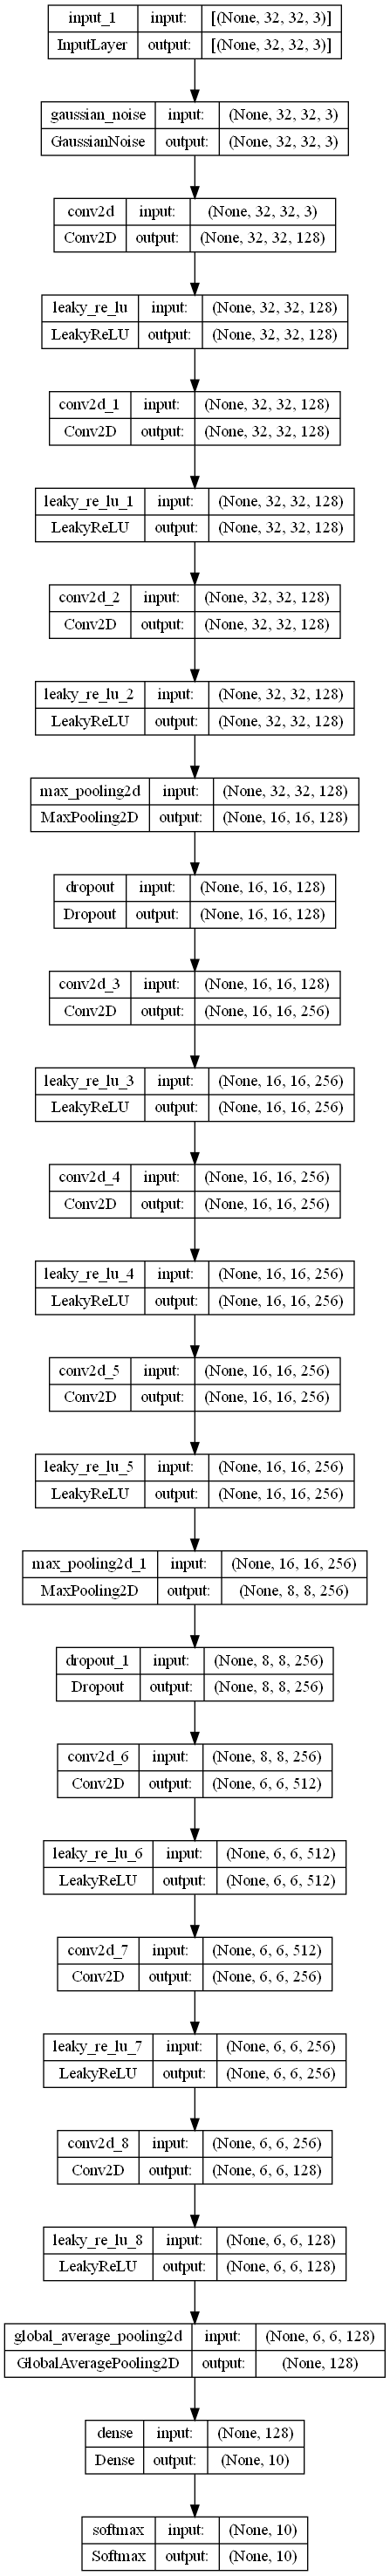 input_1 input: [(None, 32, 32, 3)]
InputLayer output: [(None, 32, 32, 3)]
gaussian_noise input: (None, 32, 32, 3)
GaussianNoise output: (None, 32, 32, 3)
conv2d input: (None, 32, 32, 3)
Conv2D output: (None, 32, 32, 128)
leaky_re_lu input: (None, 32, 32, 128)
LeakyReLU output: (None, 32, 32, 128)
conv2d_1 input: (None, 32, 32, 128)
Conv2D output: (None, 32, 32, 128)
leaky_re_lu_1 input: (None, 32, 32, 128)
LeakyReLU output: (None, 32, 32, 128)
conv2d_2 input: (None, 32, 32, 128)
Conv2D output: (None, 32, 32, 128)
leaky_re_lu_2 input: (None, 32, 32, 128)
LeakyReLU output: (None, 32, 32, 128)
max_pooling2d input: (None, 32, 32, 128)
MaxPooling2D output: (None, 16, 16, 128)
dropout input: (None, 16, 16, 128)
Dropout output: (None, 16, 16, 128)
conv2d_3 input: (None, 16, 16, 128)
Conv2D output: (None, 16, 16, 256)
leaky_re_lu_3 input: (None, 16, 16, 256)
LeakyReLU output: (None, 16, 16, 256)
conv2d_4 input: (None, 16, 16, 256)
Conv2D output: (None, 16, 16, 256)
leaky_re_lu_4 input: (None, 16, 16, 256)
LeakyReLU output: (None, 16, 16, 256)
conv2d_5 input: (None, 16, 16, 256)
Conv2D output: (None, 16, 16, 256)
leaky_re_lu_5 input: (None, 16, 16, 256)
LeakyReLU output: (None, 16, 16, 256)
max_pooling2d_1 input: (None, 16, 16, 256)
MaxPooling2D output: (None, 8, 8, 256)
dropout_1 input: (None, 8, 8, 256)
Dropout output: (None, 8, 8, 256)
conv2d_6 input: (None, 8, 8, 256)
Conv2D output: (None, 6, 6, 512)
leaky_re_lu_6 input: (None, 6, 6, 512)
LeakyReLU output: (None, 6, 6, 512)
conv2d_7 input: (None, 6, 6, 512)
Conv2D output: (None, 6, 6, 256)
leaky_re_lu_7 input: (None, 6, 6, 256)
LeakyReLU output: (None, 6, 6, 256)
conv2d_8 input: (None, 6, 6, 256)
Conv2D output: (None, 6, 6, 128)
leaky_re_lu_8 input: (None, 6, 6, 128)
LeakyReLU output: (None, 6, 6, 128)
global_average_pooling2d input: (None, 6, 6, 128)
GlobalAveragePooling2D output: (None, 128)
dense input: (None, 128)
Dense output: (None, 10)
softmax input: (None, 10)
Softmax output: (None, 10)